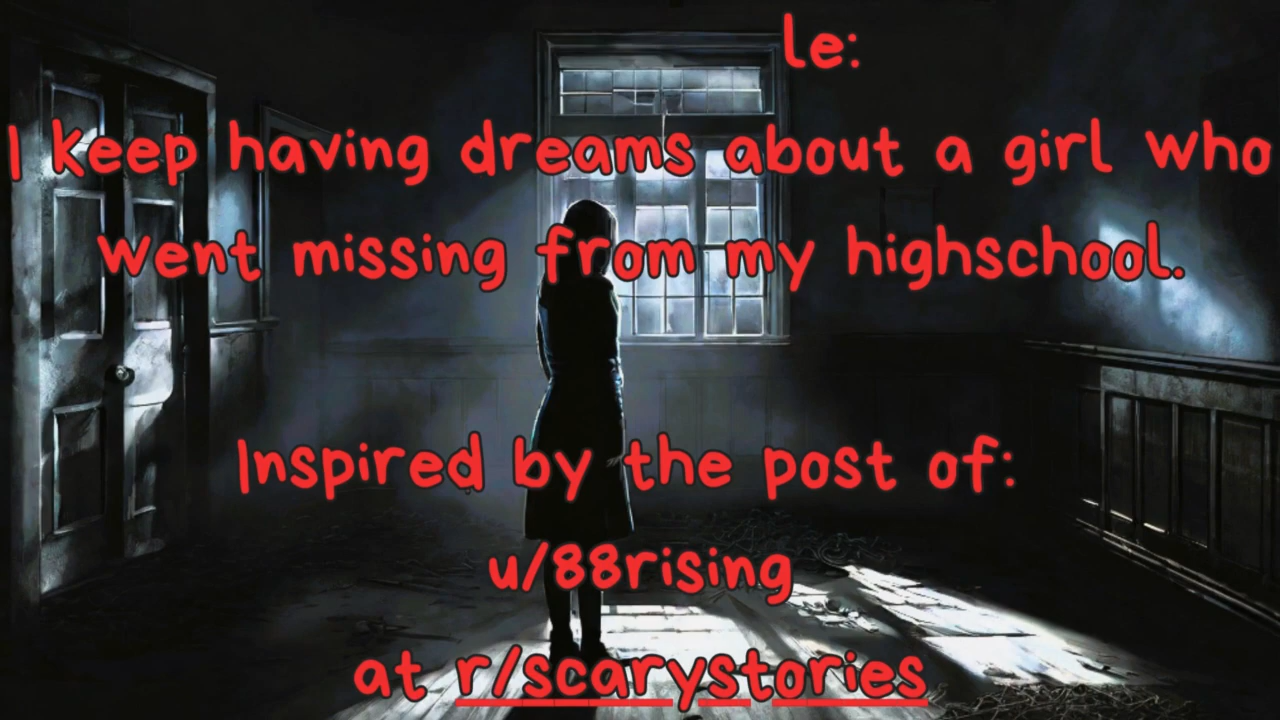 le:
I keep having dreams about a girl who
went missing from my highschool.
Inspired by the post of:
u/88rising
at r/scarystories